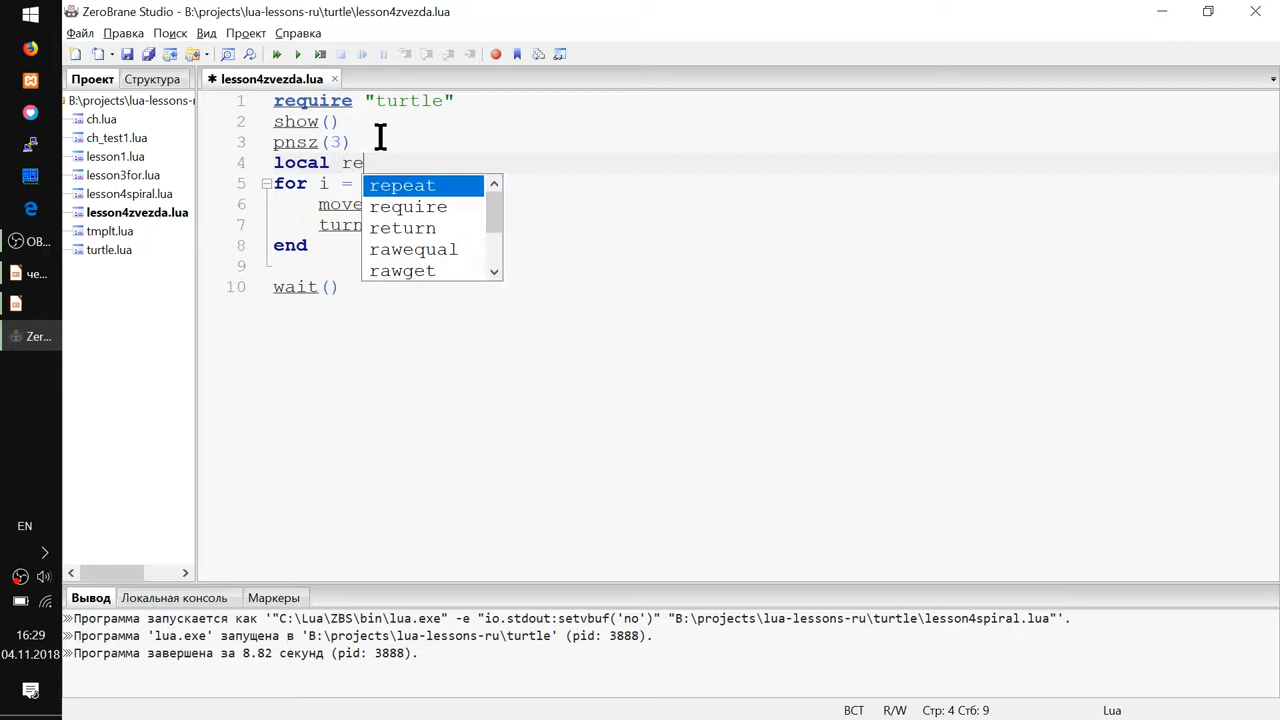 ZeroBrane Studio - B:\projects\lua-lessons-ru\turtle\lesson4zvezda.lua
Файл Правка Поиск Вид Проект Справка
Проект Структура
✱ lesson4zvezda.lua
B:\projects\lua-lessons-ru
ch.lua
ch_test1.lua
lesson1.lua
lesson3for.lua
lesson4spiral.lua
lesson4zvezda.lua
tmplt.lua
turtle.lua
1 require "turtle"
2 show()
3 pnsz(3)
4 local re
5 for i =
6 move
7 turn
8 end
9
10 wait()
repeat
require
return
rawequal
rawget
ОВ...
че...
Zer...
EN
16:29
04.11.2018
Вывод Локальная консоль Маркеры
Программа запускается как '"C:\Lua\ZBS\bin\lua.exe" -e "io.stdout:setvbuf('no')" "B:\projects\lua-lessons-ru\turtle\lesson4spiral.lua"'.
Программа 'lua.exe' запущена в 'B:\projects\lua-lessons-ru\turtle' (pid: 3888).
Программа завершена за 8.82 секунд (pid: 3888).
ВСТ R/W Стр: 4 Стб: 9 Lua